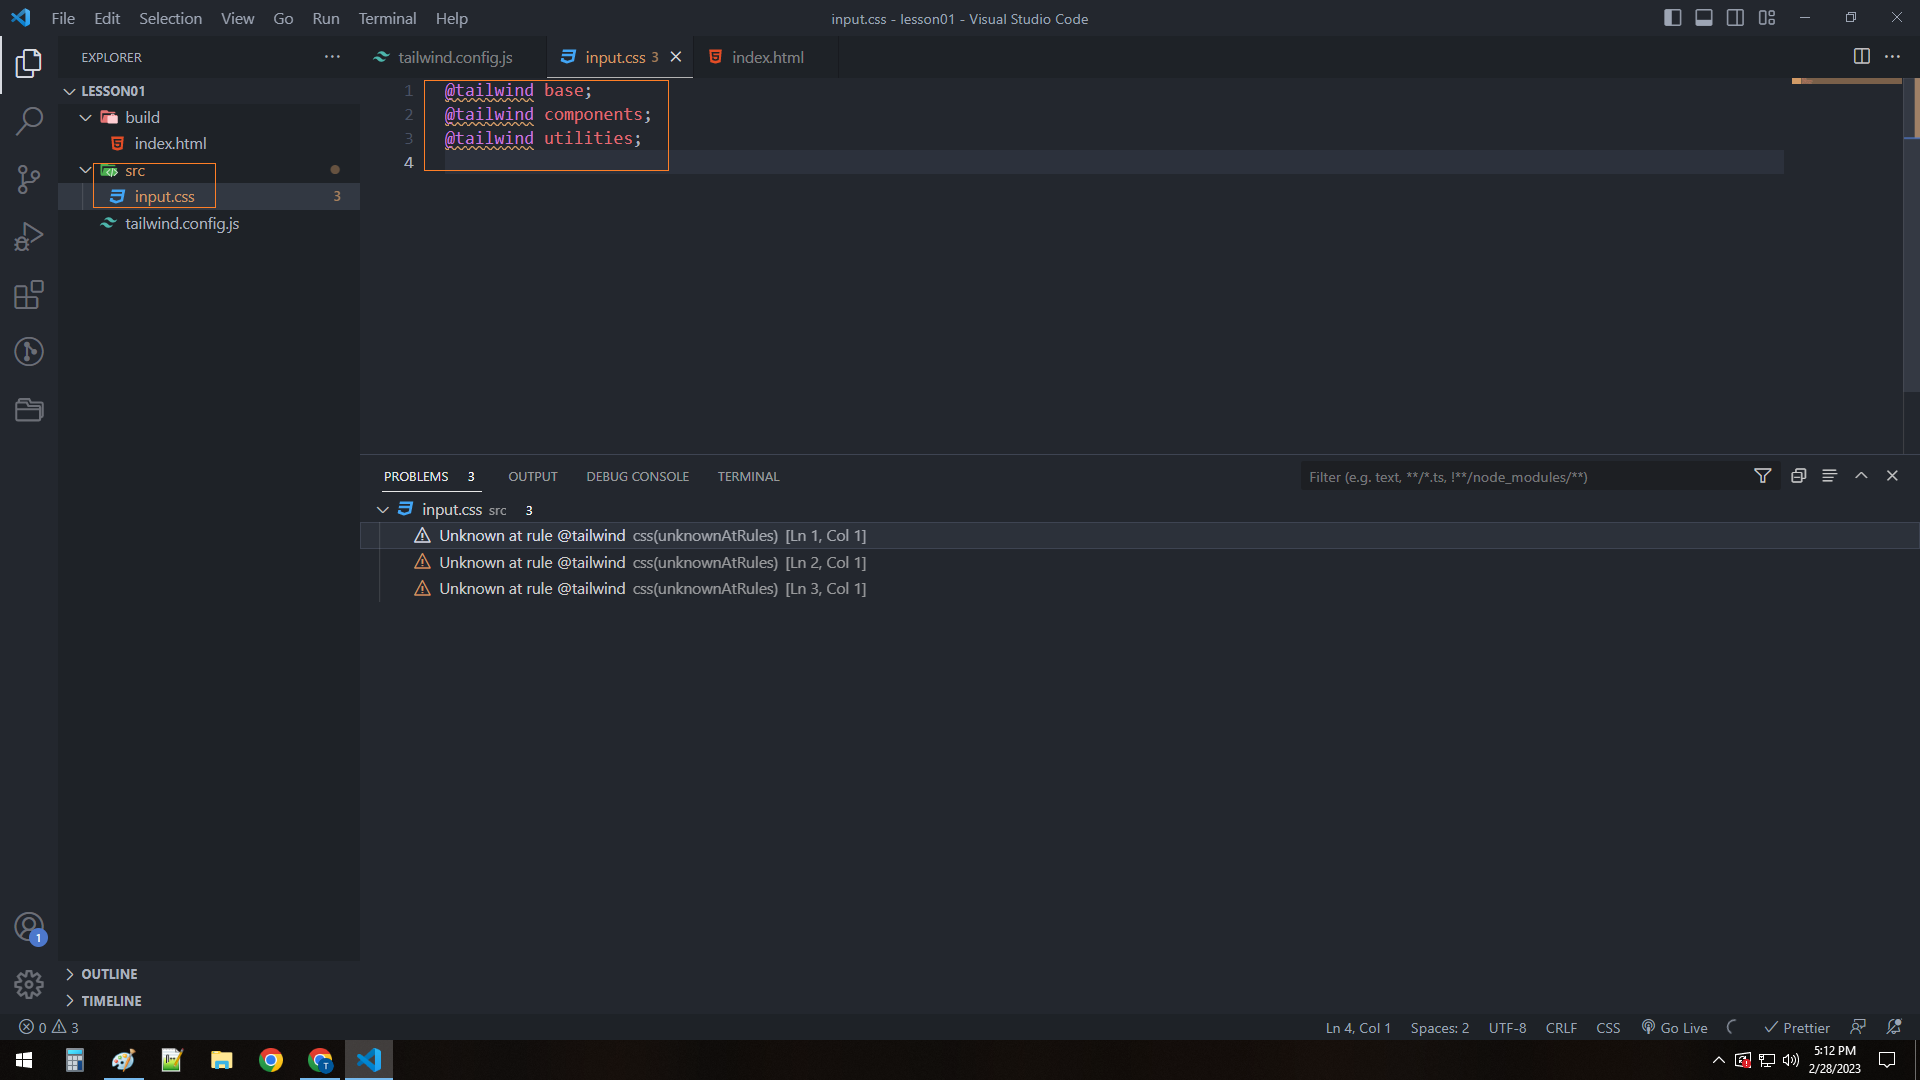 File Edit Selection View Go Run Terminal Help
input.css - lesson01 - Visual Studio Code
EXPLORER
LESSON01
build
index.html
src
input.css 3
tailwind.config.js
OUTLINE
TIMELINE
1
tailwind.config.js input.css 3 index.html
1 @tailwind base;
2 @tailwind components;
3 @tailwind utilities;
4
PROBLEMS 3 OUTPUT DEBUG CONSOLE TERMINAL
Filter (e.g. text, **/*.ts, !**/node_modules/**)
input.css src 3
Unknown at rule @tailwind css(unknownAtRules) [Ln 1, Col 1]
Unknown at rule @tailwind css(unknownAtRules) [Ln 2, Col 1]
Unknown at rule @tailwind css(unknownAtRules) [Ln 3, Col 1]
0 3
Ln 4, Col 1 Spaces: 2 UTF-8 CRLF CSS Go Live Prettier
T
5:12 PM
2/28/2023